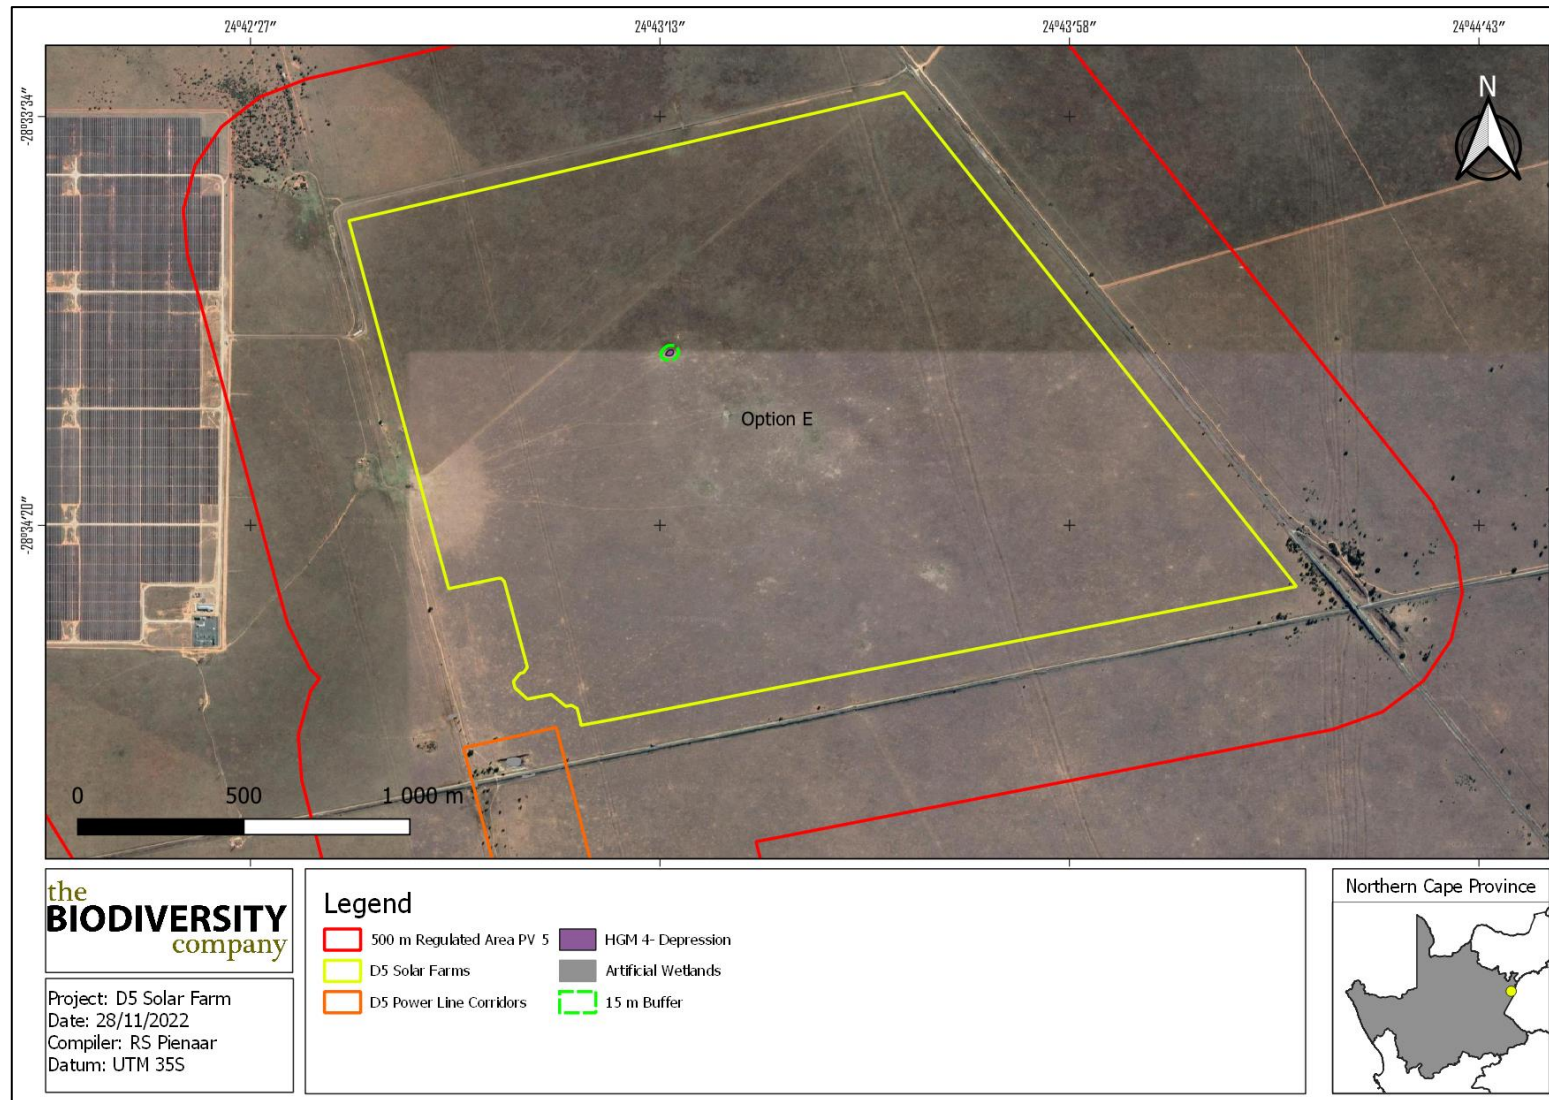 24°42'27" 24°43'13" 24°43'58" 24°44'43"
-28°33'34"
-28°34'20"
N
Option E
0 500 1 000 m
the
BIODIVERSITY
company
Project: D5 Solar Farm
Date: 28/11/2022
Compiler: RS Pienaar
Datum: UTM 35S
Legend
500 m Regulated Area PV 5
D5 Solar Farms
D5 Power Line Corridors
HGM 4- Depression
Artificial Wetlands
15 m Buffer
Northern Cape Province